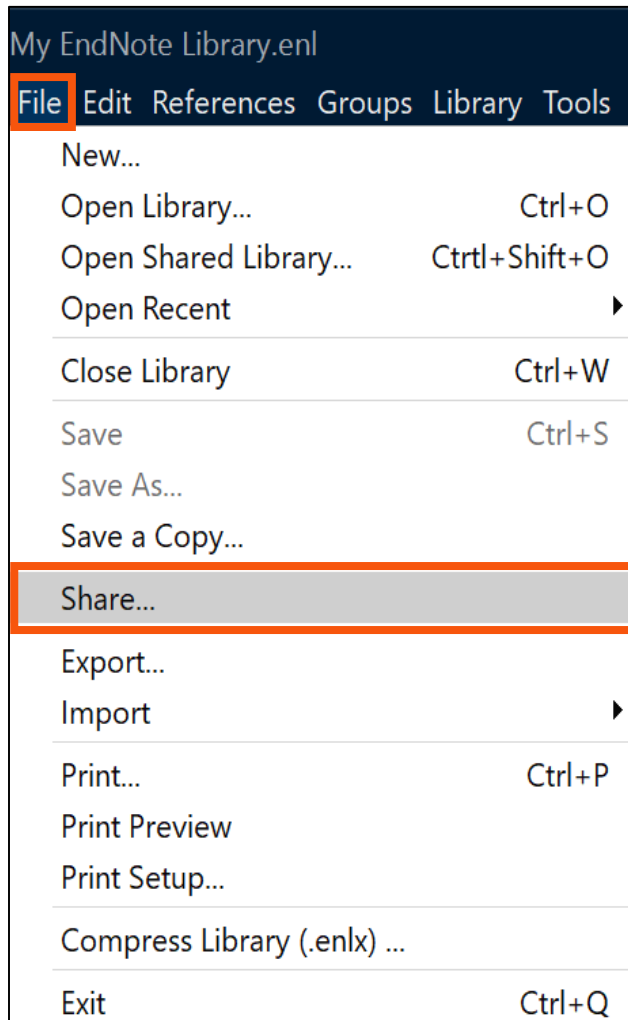 My EndNote Library.enl
File Edit References Groups Library Tools
New...
Open Library... Ctrl+O
Open Shared Library... Ctrtl+Shift+O
Open Recent
Close Library Ctrl+W
Save Ctrl+S
Save As...
Save a Copy...
Share...
Export...
Import
Print... Ctrl+P
Print Preview
Print Setup...
Compress Library (.enlx) ...
Exit Ctrl+Q